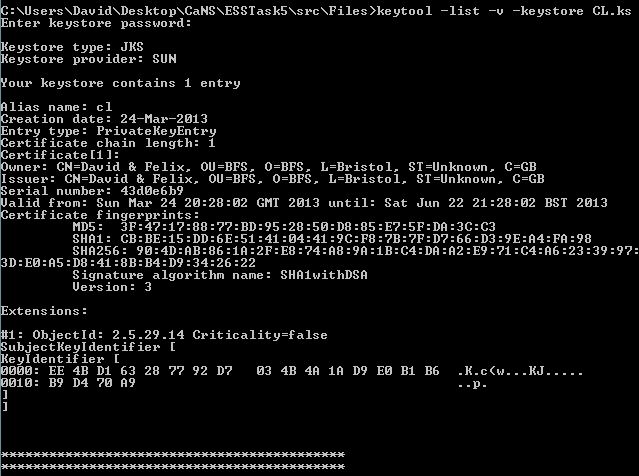 C:\Users\David\Desktop\CaNS\ESSTask5\src\Files>keytool -list -v -keystore CL.ks
Enter keystore password:
Keystore type: JKS
Keystore provider: SUN
Your keystore contains 1 entry
Alias name: cl
Creation date: 24-Mar-2013
Entry type: PrivateKeyEntry
Certificate chain length: 1
Certificate[1]:
Owner: CN=David & Felix, OU=BFS, O=BFS, L=Bristol, ST=Unknown, C=GB
Issuer: CN=David & Felix, OU=BFS, O=BFS, L=Bristol, ST=Unknown, C=GB
Serial number: 43d0e6b9
Valid from: Sun Mar 24 20:28:02 GMT 2013 until: Sat Jun 22 21:28:02 BST 2013
Certificate fingerprints:
MD5:  3F:47:17:88:77:BD:95:28:50:D8:85:E7:5F:DA:3C:C3
SHA1: CB:BE:15:DD:6E:51:41:04:41:9C:F8:7B:7F:D7:66:D3:9E:A4:FA:98
SHA256: 90:4D:AB:86:1A:2F:E8:74:A8:9A:1B:C4:DA:A2:E9:71:C4:A6:23:39:97:
3D:E0:A5:D8:41:8B:B4:D9:34:26:22
Signature algorithm name: SHA1withDSA
Version: 3
Extensions:
#1: ObjectId: 2.5.29.14 Criticality=false
SubjectKeyIdentifier [
KeyIdentifier [
0000: EE 4B D1 63 28 77 92 D7   03 4B 4A 1A D9 E0 B1 B6  .K.c(w...KJ.....
0010: B9 D4 70 A9                                        ..p.
]
]
*******************************************
*******************************************